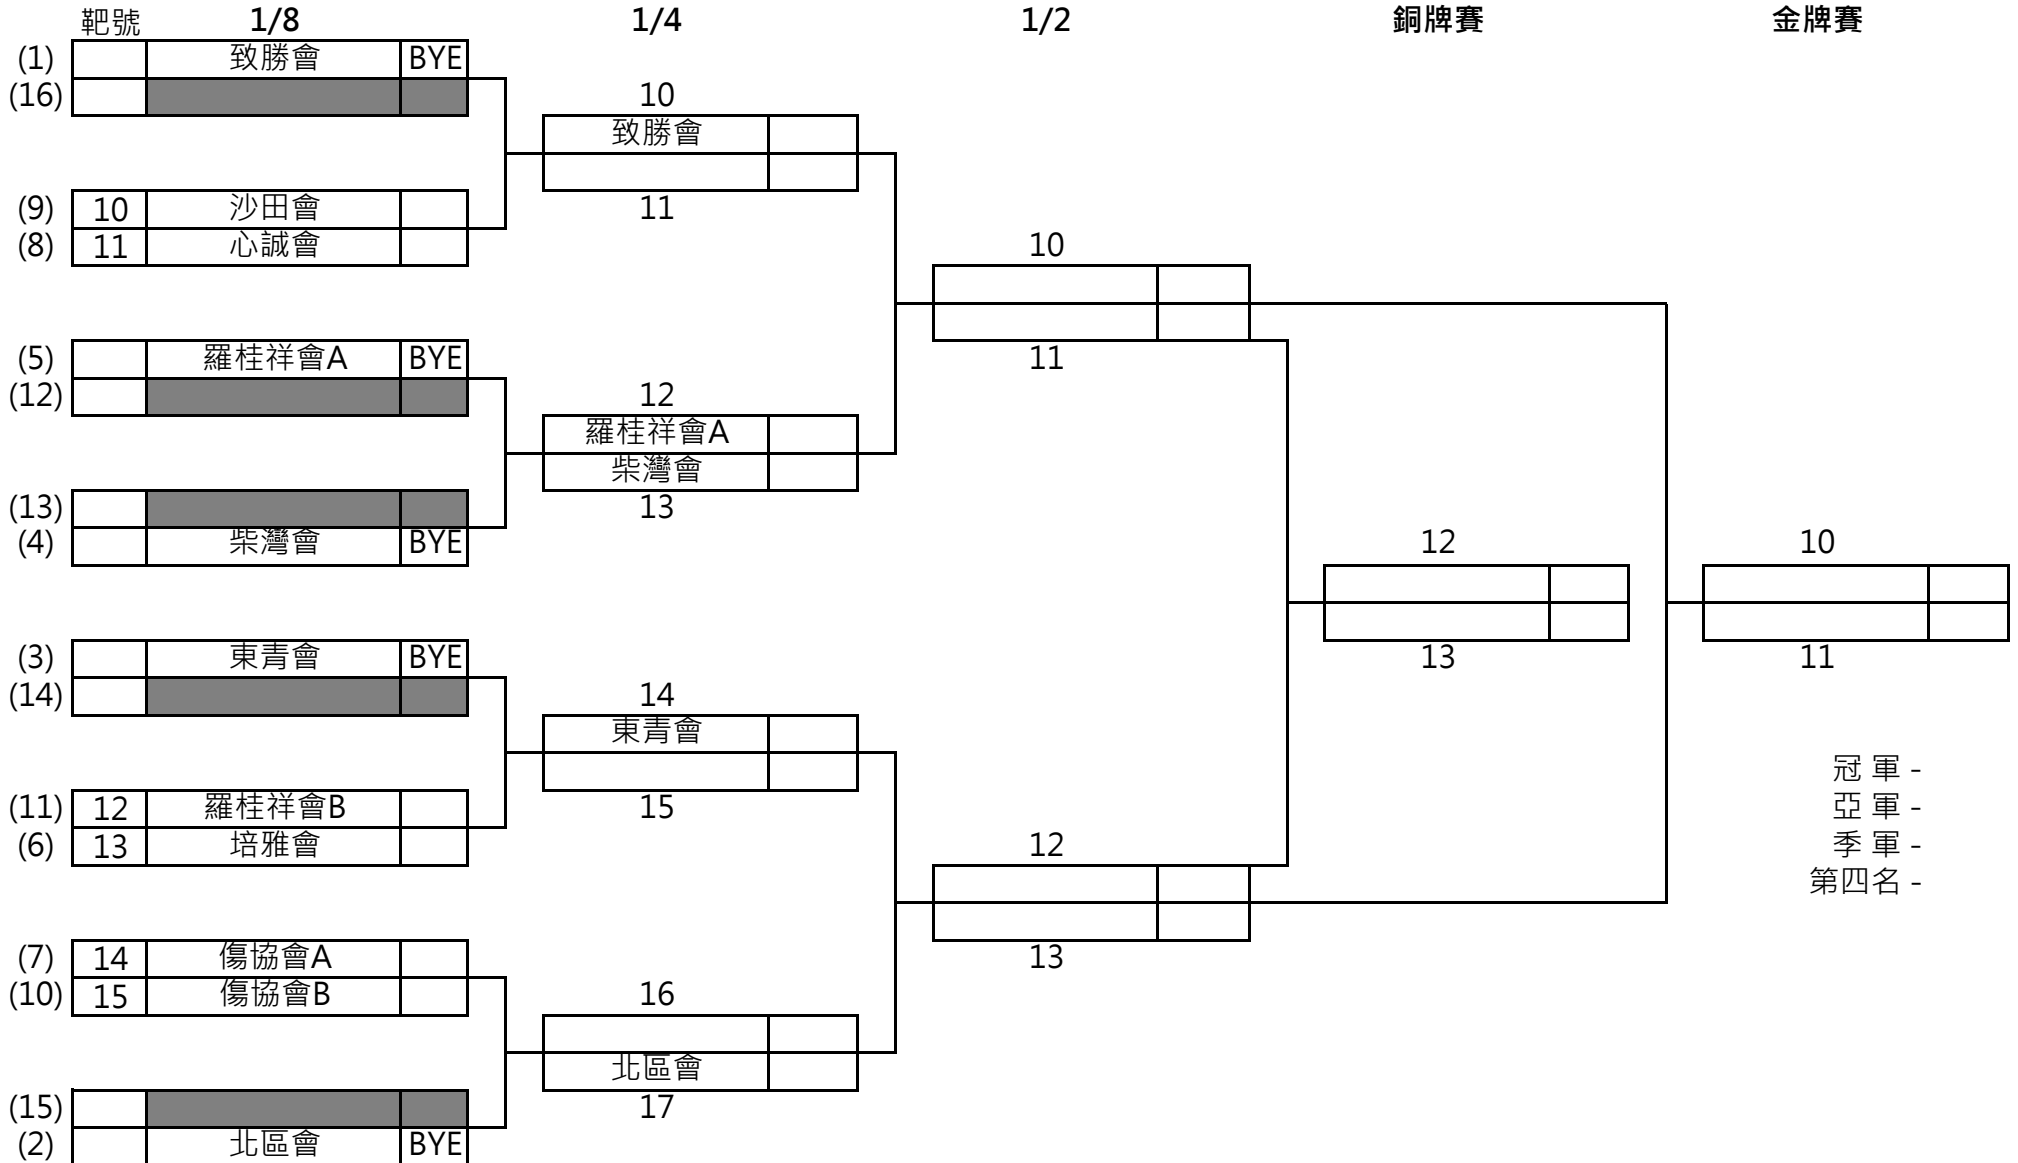 靶號 1/8 1/4 1/2 銅牌賽 金牌賽
(1) 致勝會 BYE
(16) 10
致勝會
(9) 10 沙田會 11
(8) 11 心誠會 10
(5) 羅桂祥會A BYE 11
(12) 12
羅桂祥會A
柴灣會
(13) 13
(4) 柴灣會 BYE 12 10
(3) 東青會 BYE 13 11
(14) 14
東青會
冠 軍 -
(11) 12 羅桂祥會B 15 亞 軍 -
(6) 13 培雅會 12 季 軍 -
第四名 -
(7) 14 傷協會A 13
(10) 15 傷協會B 16
北區會
(15) 17
(2) 北區會 BYE